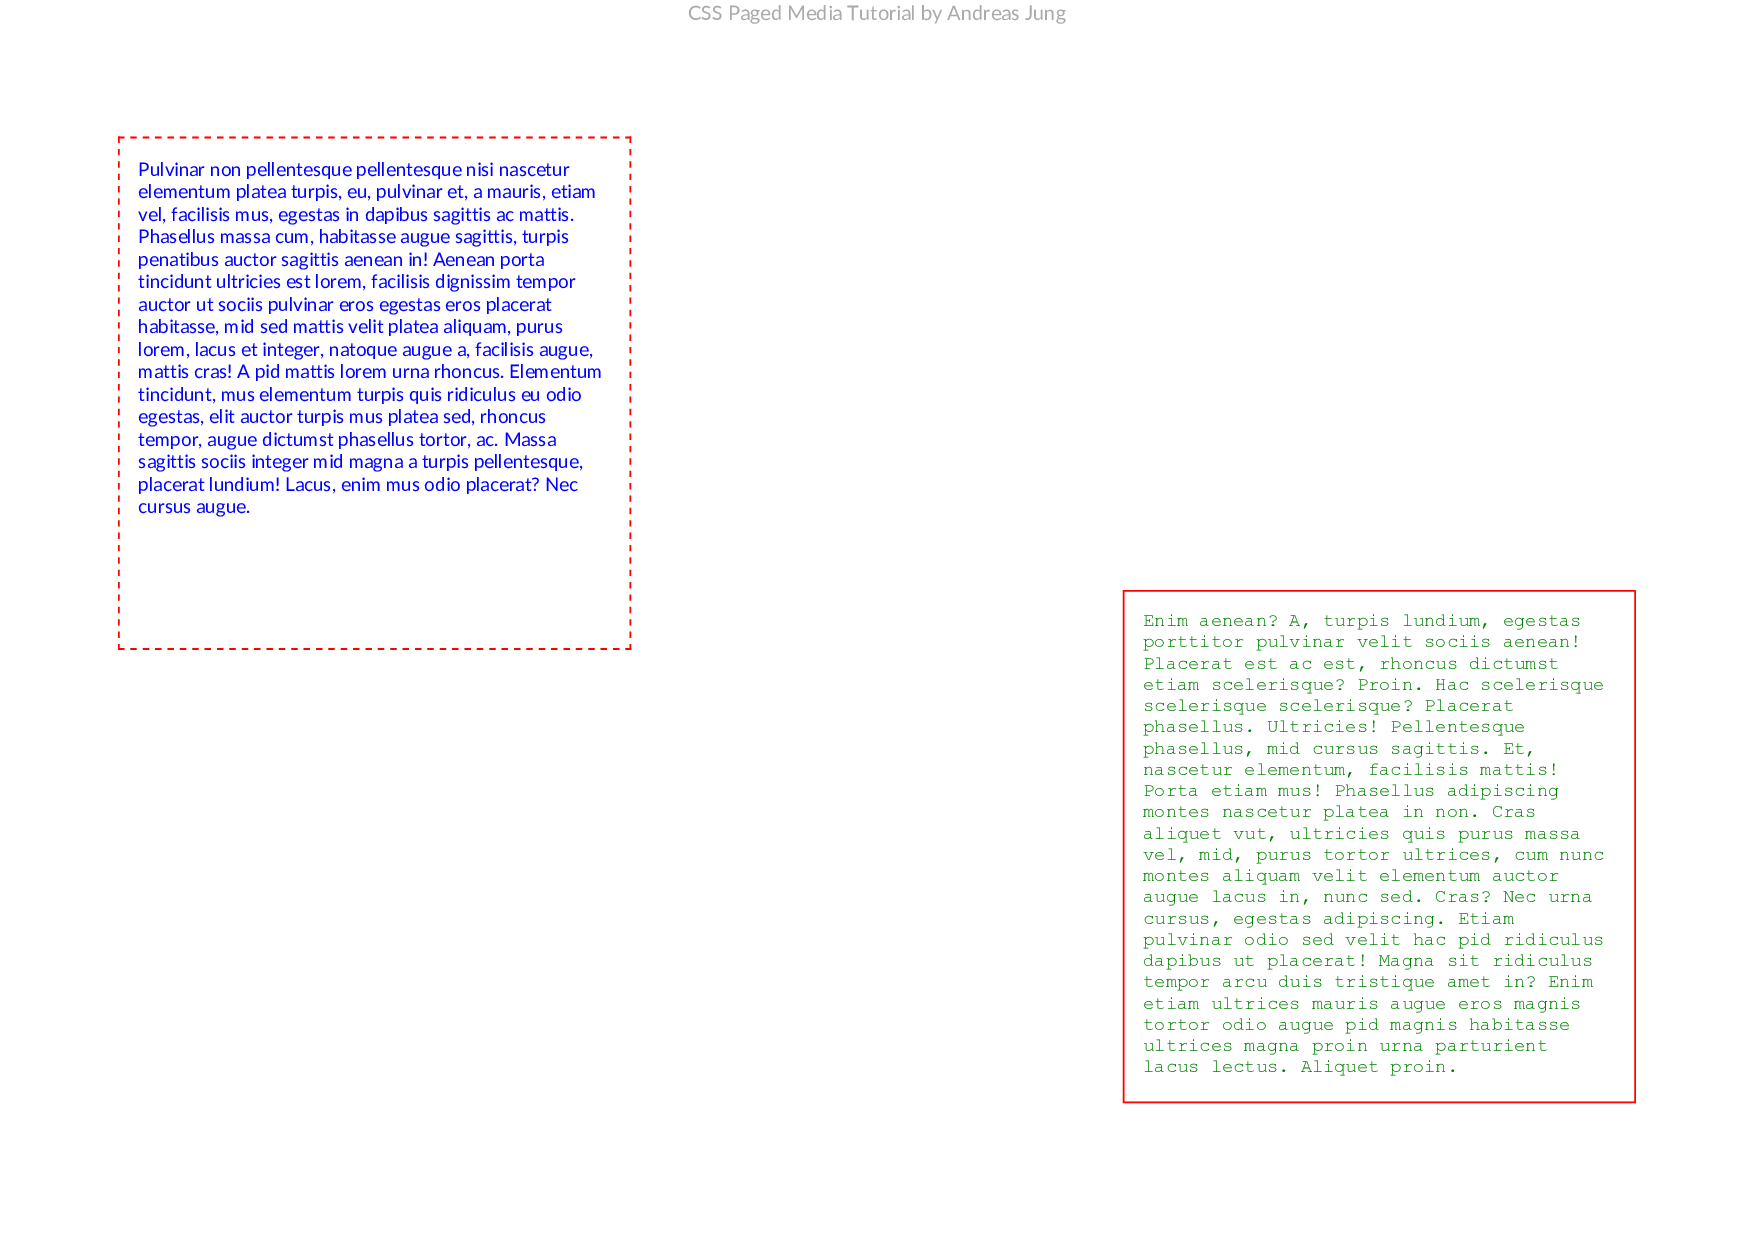 CSS Paged Media Tutorial by Andreas Jung
Pulvinar non pellentesque pellentesque nisi nascetur
elementum platea turpis, eu, pulvinar et, a mauris, etiam
vel, facilisis mus, egestas in dapibus sagittis ac mattis.
Phasellus massa cum, habitasse augue sagittis, turpis
penatibus auctor sagittis aenean in! Aenean porta
tincidunt ultricies est lorem, facilisis dignissim tempor
auctor ut sociis pulvinar eros egestas eros placerat
habitasse, mid sed mattis velit platea aliquam, purus
lorem, lacus et integer, natoque augue a, facilisis augue,
mattis cras! A pid mattis lorem urna rhoncus. Elementum
tincidunt, mus elementum turpis quis ridiculus eu odio
egestas, elit auctor turpis mus platea sed, rhoncus
tempor, augue dictumst phasellus tortor, ac. Massa
sagittis sociis integer mid magna a turpis pellentesque,
placerat lundium! Lacus, enim mus odio placerat? Nec
cursus augue.
Enim aenean? A, turpis lundium, egestas
porttitor pulvinar velit sociis aenean!
Placerat est ac est, rhoncus dictumst
etiam scelerisque? Proin. Hac scelerisque
scelerisque scelerisque? Placerat
phasellus. Ultricies! Pellentesque
phasellus, mid cursus sagittis. Et,
nascetur elementum, facilisis mattis!
Porta etiam mus! Phasellus adipiscing
montes nascetur platea in non. Cras
aliquet vut, ultricies quis purus massa
vel, mid, purus tortor ultrices, cum nunc
montes aliquam velit elementum auctor
augue lacus in, nunc sed. Cras? Nec urna
cursus, egestas adipiscing. Etiam
pulvinar odio sed velit hac pid ridiculus
dapibus ut placerat! Magna sit ridiculus
tempor arcu duis tristique amet in? Enim
etiam ultrices mauris augue eros magnis
tortor odio augue pid magnis habitasse
ultrices magna proin urna parturient
lacus lectus. Aliquet proin.